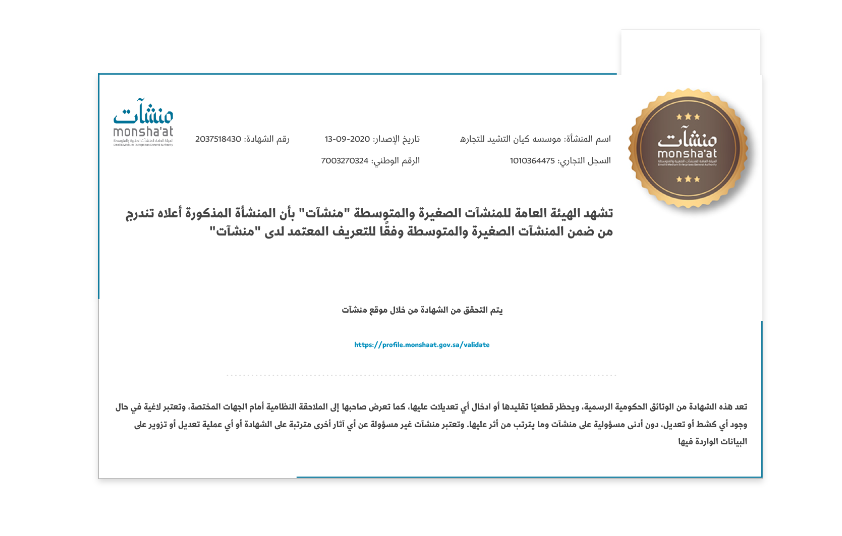 منشآت
monsha'at
منشآت
monsha'at
اسم المنشأة: موسسه كيان التشيد للتجاره
تاريخ الإصدار: 2020-09-13
رقم الشهادة: 2037518430
السجل التجاري: 1010364475
الرقم الوطني: 7003270324
تشهد الهيئة العامة للمنشآت الصغيرة والمتوسطة "منشآت" بأن المنشأة المذكورة أعلاه تندرج
من ضمن المنشآت الصغيرة والمتوسطة وفقًا للتعريف المعتمد لدى "منشآت"
يتم التحقق من الشهادة من خلال موقع منشآت
https://profile.monshaat.gov.sa/validate
تعد هذه الشهادة من الوثائق الحكومية الرسمية، ويحظر قطعيًا تقليدها أو ادخال أي تعديلات عليها، كما تعرض صاحبها إلى الملاحقة النظامية أمام الجهات المختصة، وتعتبر لاغية في حال
وجود أي كشط أو تعديل، دون أدنى مسؤولية على منشآت وما يترتب من أثر عليها. وتعتبر منشآت غير مسؤولة عن أي آثار أخرى مترتبة على الشهادة أو أي عملية تعديل أو تزوير على
البيانات الواردة فيها